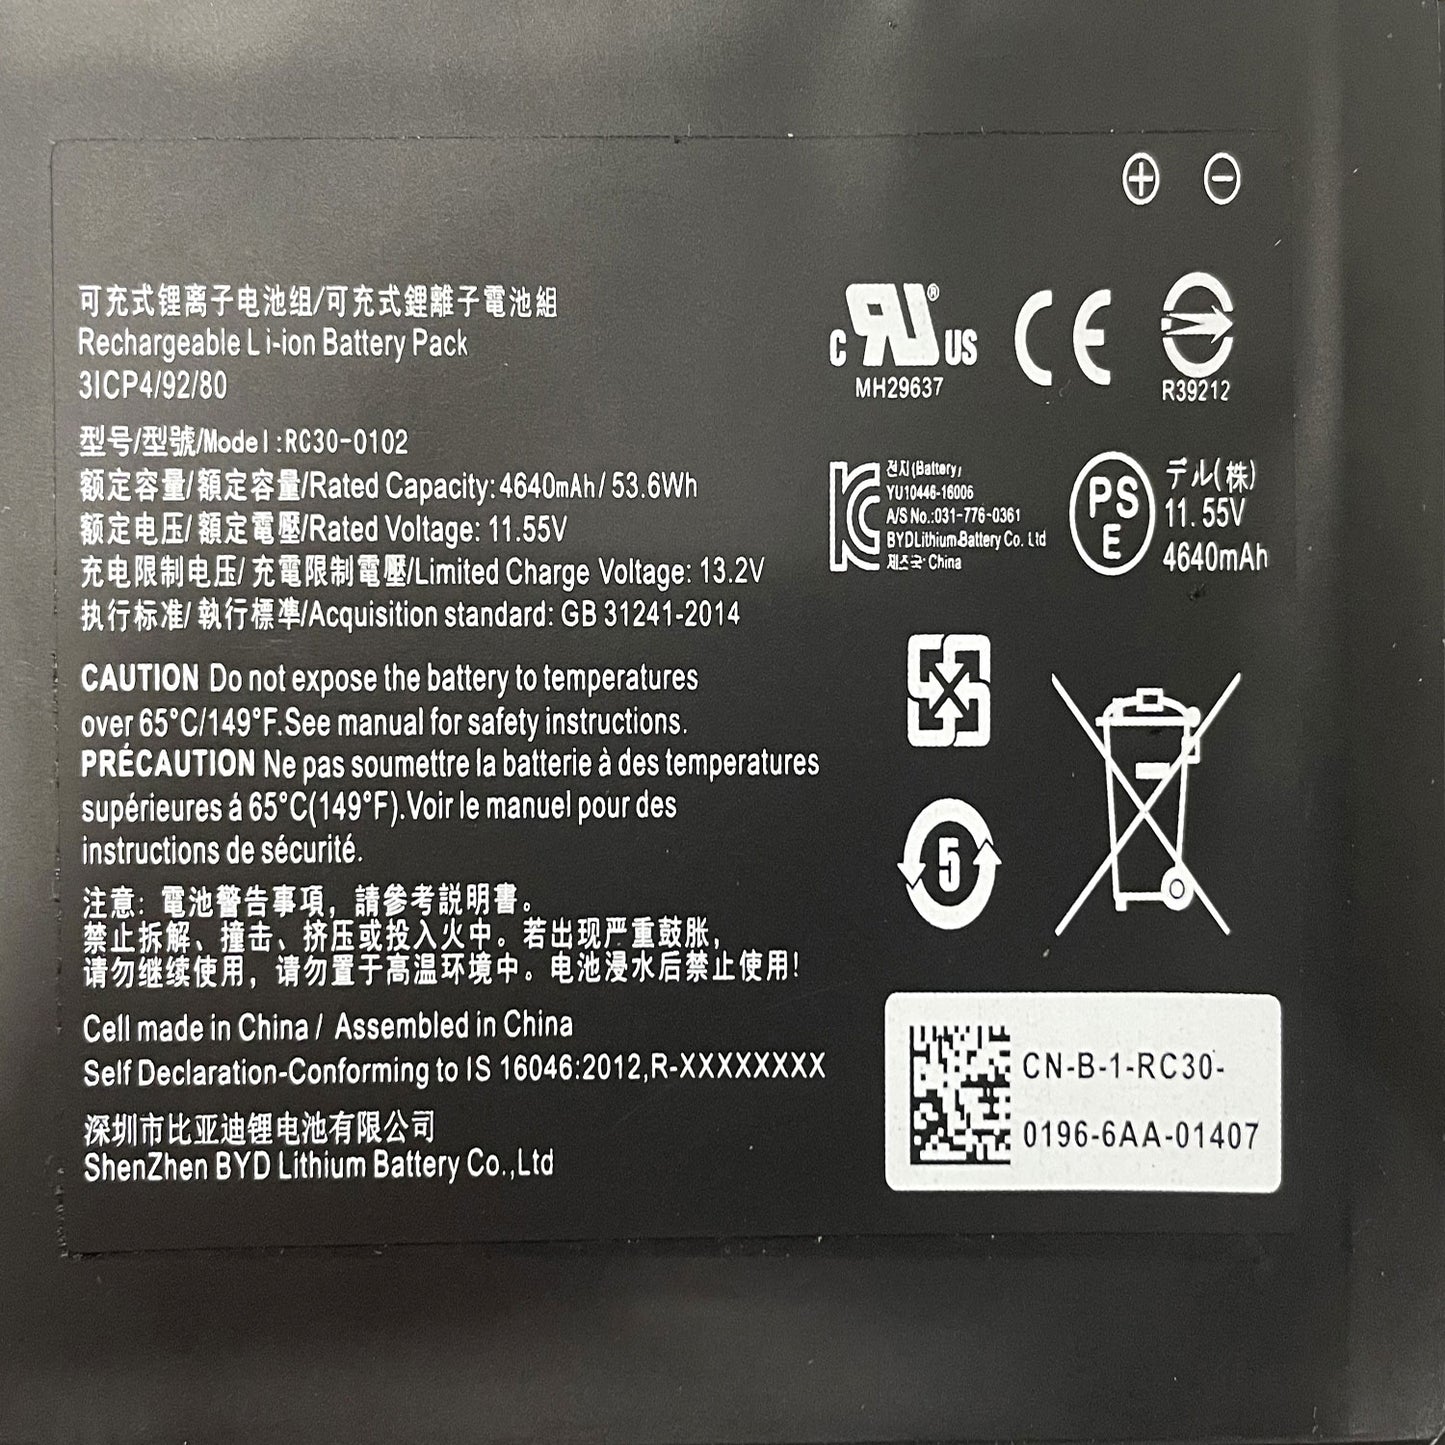 ⊕ ⊖
可充式锂离子电池组/可充式鋰離子電池組
Rechargeable Li-ion Battery Pack
3ICP4/92/80
型号/型號/Model:RC30-0102
额定容量/額定容量/Rated Capacity: 4640mAh/ 53.6Wh
额定电压/ 額定電壓/Rated Voltage: 11.55V
充电限制电压/ 充電限制電壓/Limited Charge Voltage: 13.2V
执行标准/ 執行標準/Acquisition standard: GB 31241-2014
CAUTION Do not expose the battery to temperatures
over 65°C/149°F.See manual for safety instructions.
PRÉCAUTION Ne pas soumettre la batterie à des temperatures
supérieures á 65°C(149°F).Voir le manuel pour des
instructions de sécurité.
注意: 電池警告事項，請參考説明書。
禁止拆解、撞击、挤压或投入火中。若出现严重鼓胀，
请勿继续使用，请勿置于高温环境中。电池浸水后禁止使用!
Cell made in China / Assembled in China
Self Declaration-Conforming to IS 16046:2012,R-XXXXXXXX
深圳市比亚迪锂电池有限公司
ShenZhen BYD Lithium Battery Co.,Ltd
C RU ® US
MH29637
CE
R39212
전지(Battery)
YU10446-16006
A/S No.:031-776-0361
BYDLithium Battery Co. Ltd
제조국: China
PS
E
デル(株)
11.55V
4640mAh
5
CN-B-1-RC30-
0196-6AA-01407